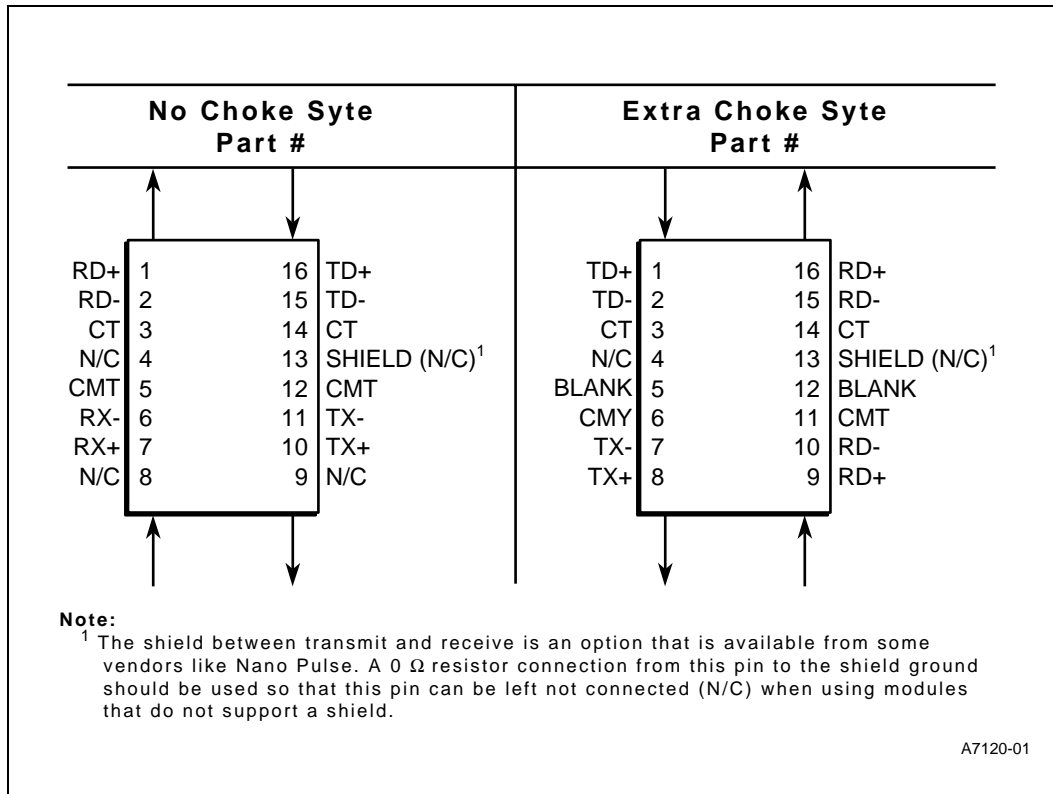 No Choke Syte
Part #
Extra Choke Syte
Part #
RD+ 1 16 TD+
RD- 2 15 TD-
CT 3 14 CT
N/C 4 13 SHIELD (N/C)1
CMT 5 12 CMT
RX- 6 11 TX-
RX+ 7 10 TX+
N/C 8 9 N/C
TD+ 1 16 RD+
TD- 2 15 RD-
CT 3 14 CT
N/C 4 13 SHIELD (N/C)1
BLANK 5 12 BLANK
CMY 6 11 CMT
TX- 7 10 RD-
TX+ 8 9 RD+
Note:
1 The shield between transmit and receive is an option that is available from some
vendors like Nano Pulse. A 0 Ω resistor connection from this pin to the shield ground
should be used so that this pin can be left not connected (N/C) when using modules
that do not support a shield.
A7120-01